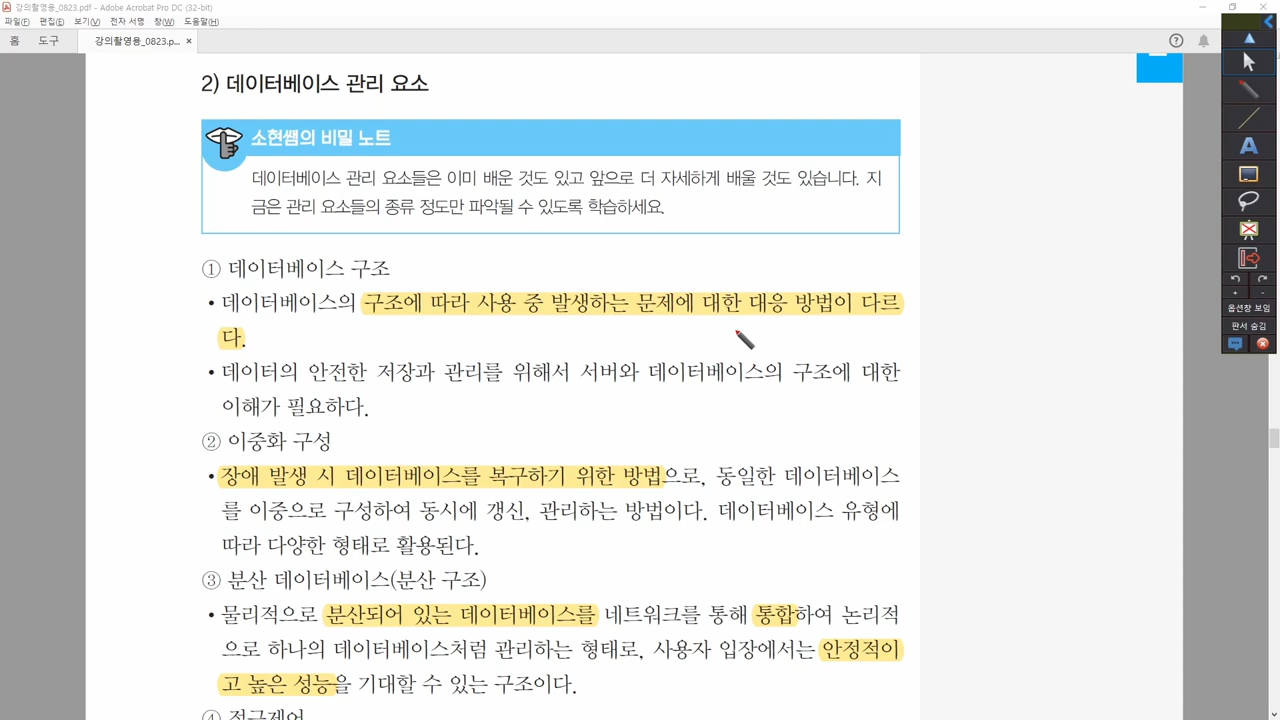 강의촬영용_0823.pdf - Adobe Acrobat Pro DC (32-bit)
파일(F) 편집(E) 보기(V) 전자 서명 창(W) 도움말(H)
홈 도구 강의촬영용_0823.p... ×
2) 데이터베이스 관리 요소
소현쌤의 비밀 노트
데이터베이스 관리 요소들은 이미 배운 것도 있고 앞으로 더 자세하게 배울 것도 있습니다. 지
금은 관리 요소들의 종류 정도만 파악될 수 있도록 학습하세요.
① 데이터베이스 구조
• 데이터베이스의 구조에 따라 사용 중 발생하는 문제에 대한 대응 방법이 다르
다.
• 데이터의 안전한 저장과 관리를 위해서 서버와 데이터베이스의 구조에 대한
이해가 필요하다.
② 이중화 구성
• 장애 발생 시 데이터베이스를 복구하기 위한 방법으로, 동일한 데이터베이스
를 이중으로 구성하여 동시에 갱신, 관리하는 방법이다. 데이터베이스 유형에
따라 다양한 형태로 활용된다.
③ 분산 데이터베이스(분산 구조)
• 물리적으로 분산되어 있는 데이터베이스를 네트워크를 통해 통합하여 논리적
으로 하나의 데이터베이스처럼 관리하는 형태로, 사용자 입장에서는 안정적이
고 높은 성능을 기대할 수 있는 구조이다.
④ 접근제어
A
옵션창 보임
판서 숨김